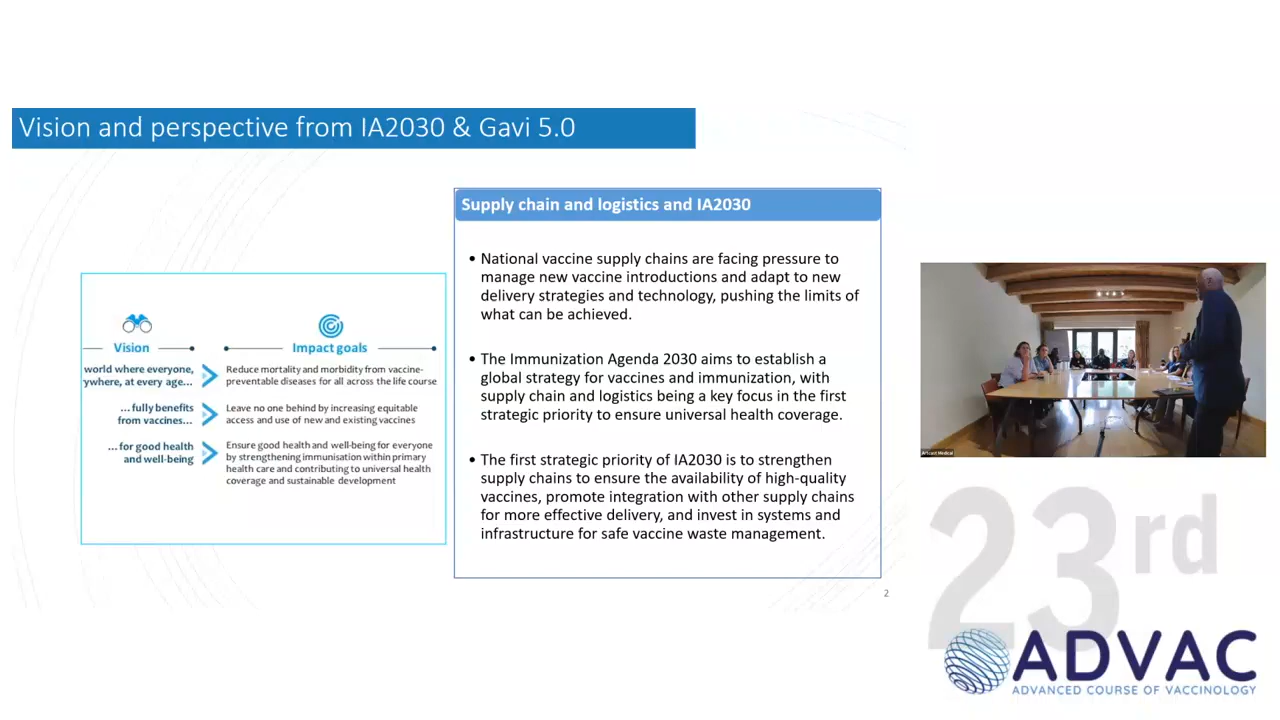 Vision and perspective from IA2030 & Gavi 5.0
Vision
Impact goals
world where everyone,
ywhere, at every age...
Reduce mortality and morbidity from vaccine-
preventable diseases for all across the life course
...fully benefits
from vaccines...
Leave no one behind by increasing equitable
access and use of new and existing vaccines
...for good health
and well-being
Ensure good health and well-being for everyone
by strengthening immunisation within primary
health care and contributing to universal health
coverage and sustainable development
Supply chain and logistics and IA2030
• National vaccine supply chains are facing pressure to
manage new vaccine introductions and adapt to new
delivery strategies and technology, pushing the limits of
what can be achieved.
• The Immunization Agenda 2030 aims to establish a
global strategy for vaccines and immunization, with
supply chain and logistics being a key focus in the first
strategic priority to ensure universal health coverage.
• The first strategic priority of IA2030 is to strengthen
supply chains to ensure the availability of high-quality
vaccines, promote integration with other supply chains
for more effective delivery, and invest in systems and
infrastructure for safe vaccine waste management.
2
Artcast Medical
23rd
ADVAC
ADVANCED COURSE OF VACCINOLOGY